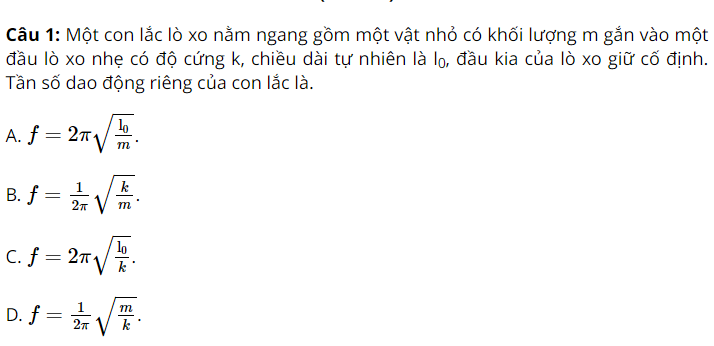 Câu 1: Một con lắc lò xo nằm ngang gồm một vật nhỏ có khối lượng m gắn vào một
đầu lò xo nhẹ có độ cứng k, chiều dài tự nhiên là l₀, đầu kia của lò xo giữ cố định.
Tần số dao động riêng của con lắc là.
A. $f = 2\pi\sqrt{\frac{l_0}{m}}$.
B. $f = \frac{1}{2\pi}\sqrt{\frac{k}{m}}$.
C. $f = 2\pi\sqrt{\frac{l_0}{k}}$.
D. $f = \frac{1}{2\pi}\sqrt{\frac{m}{k}}$.